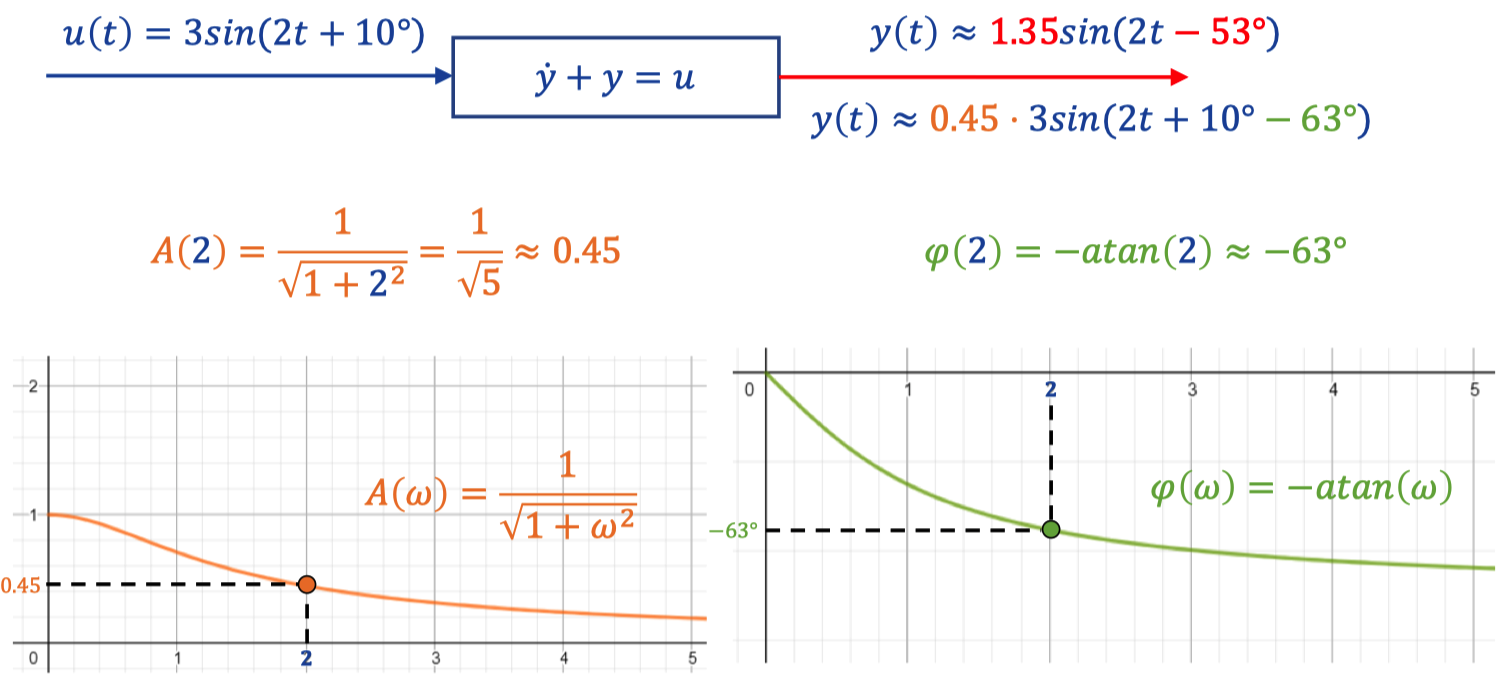 u(t) = 3sin(2t + 10°)
ẏ + y = u
y(t) ≈ 1.35sin(2t − 53°)
y(t) ≈ 0.45 · 3sin(2t + 10° − 63°)
A(2) = 1/√(1 + 2²) = 1/√5 ≈ 0.45
φ(2) = −atan(2) ≈ −63°
2
1
0.45
0 1 2 3 4 5
A(ω) = 1/√(1 + ω²)
0 1 2 3 4 5
−63°
φ(ω) = −atan(ω)